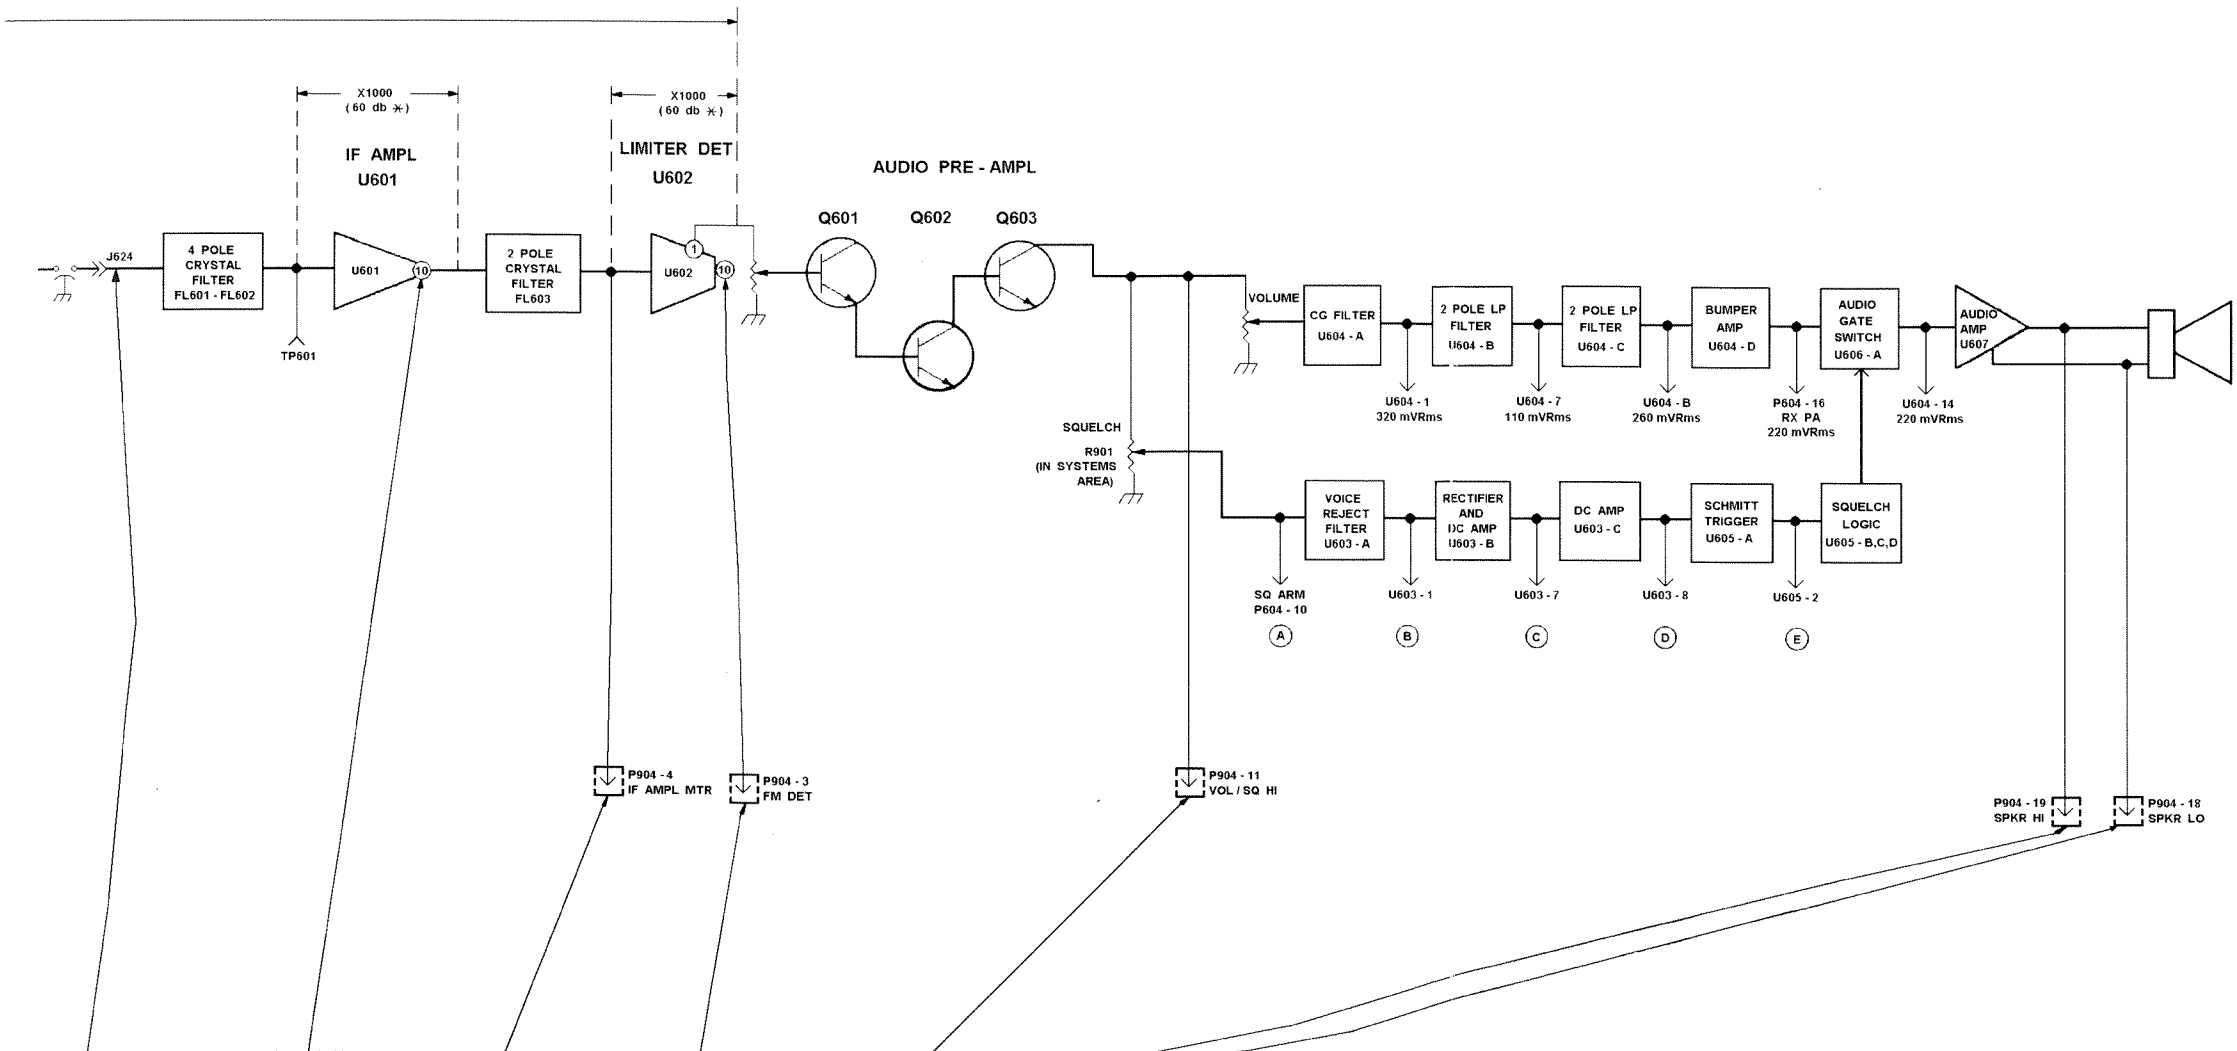 X1000
( 60 db ✳ )
X1000
( 60 db ✳ )
IF AMPL
U601
LIMITER DET
U602
AUDIO PRE - AMPL
Q601
Q602
Q603
J624
4 POLE
CRYSTAL
FILTER
FL601 - FL602
U601
10
2 POLE
CRYSTAL
FILTER
FL603
U602
1
10
TP601
VOLUME
CG FILTER
U604 - A
2 POLE LP
FILTER
U604 - B
2 POLE LP
FILTER
U604 - C
BUMPER
AMP
U604 - D
AUDIO
GATE
SWITCH
U606 - A
AUDIO
AMP
U607
U604 - 1
320 mVRms
U604 - 7
110 mVRms
U604 - B
260 mVRms
P604 - 16
RX PA
220 mVRms
U604 - 14
220 mVRms
SQUELCH
R901
(IN SYSTEMS
AREA)
VOICE
REJECT
FILTER
U603 - A
RECTIFIER
AND
DC AMP
U603 - B
DC AMP
U603 - C
SCHMITT
TRIGGER
U605 - A
SQUELCH
LOGIC
U605 - B,C,D
SQ ARM
P604 - 10
U603 - 1
U603 - 7
U603 - 8
U605 - 2
A
B
C
D
E
P904 - 4
IF AMPL MTR
P904 - 3
FM DET
P904 - 11
VOL / SQ HI
P904 - 19
SPKR HI
P904 - 18
SPKR LO